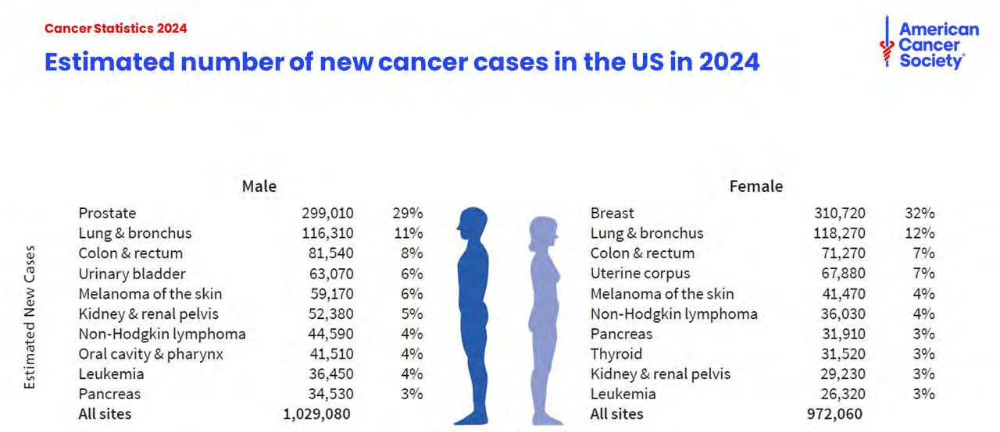 Cancer Statistics 2024
Estimated number of new cancer cases in the US in 2024
American
Cancer
Society®
Estimated New Cases
Male
Prostate 299,010 29%
Lung & bronchus 116,310 11%
Colon & rectum 81,540 8%
Urinary bladder 63,070 6%
Melanoma of the skin 59,170 6%
Kidney & renal pelvis 52,380 5%
Non-Hodgkin lymphoma 44,590 4%
Oral cavity & pharynx 41,510 4%
Leukemia 36,450 4%
Pancreas 34,530 3%
All sites 1,029,080
Female
Breast 310,720 32%
Lung & bronchus 118,270 12%
Colon & rectum 71,270 7%
Uterine corpus 67,880 7%
Melanoma of the skin 41,470 4%
Non-Hodgkin lymphoma 36,030 4%
Pancreas 31,910 3%
Thyroid 31,520 3%
Kidney & renal pelvis 29,230 3%
Leukemia 26,320 3%
All sites 972,060